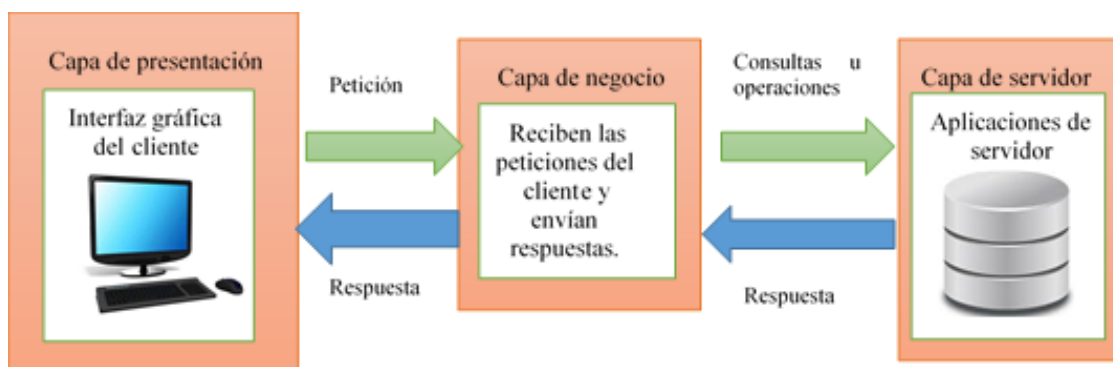 Capa de presentación
Interfaz gráfica
del cliente
Petición
Respuesta
Capa de negocio
Reciben las
peticiones del
cliente y
envían
respuestas.
Consultas u
operaciones
Respuesta
Capa de servidor
Aplicaciones de
servidor